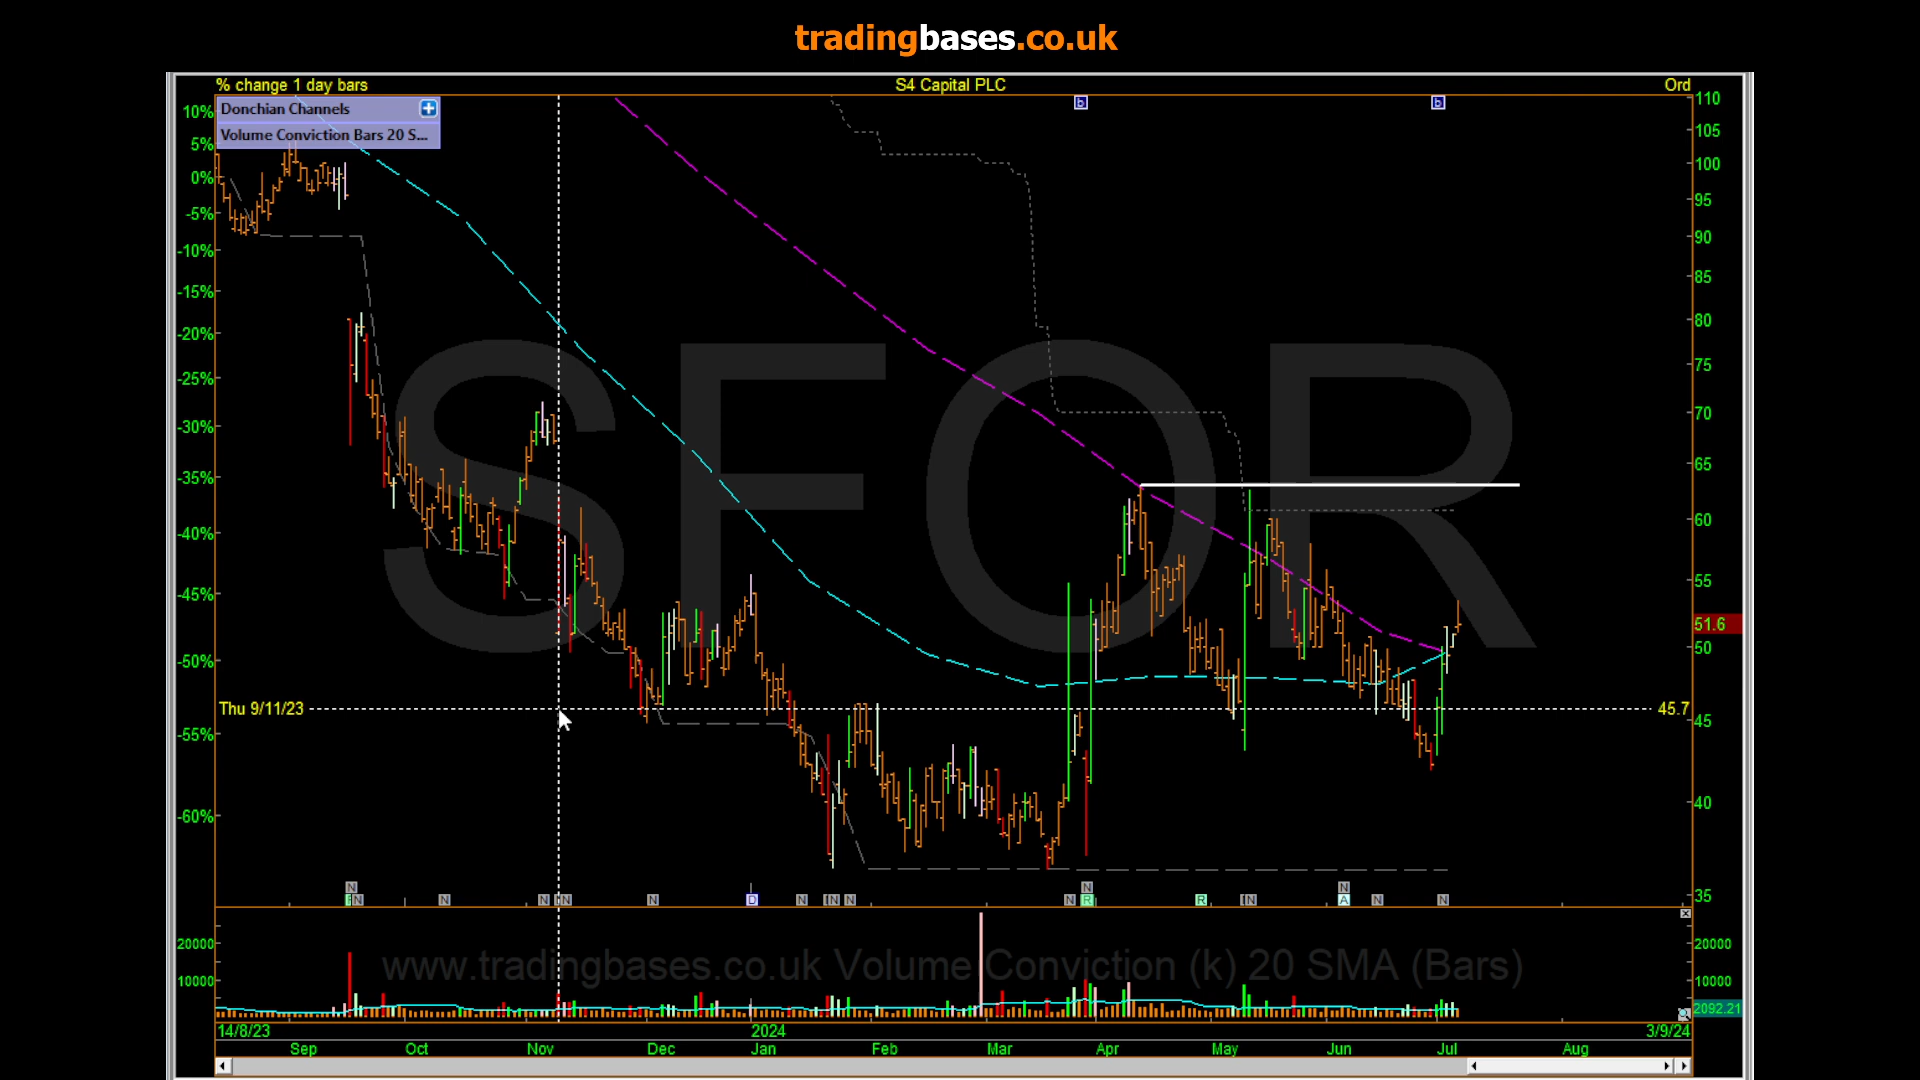 tradingbases.co.uk
% change 1 day bars S4 Capital PLC Ord
Donchian Channels
Volume Conviction Bars 20 S...
b b
10% 110
5% 105
0% 100
-5% 95
-10% 90
-15% 85
-20% 80
-25% 75
-30% 70
-35% 65
-40% 60
-45% 55
51.6
-50% 50
SFOR
Thu 9/11/23 45.7
-55% 45
-60% 40
35
N N N
N N N N N D N N N N R R N A N N
20000 20000
www.tradingbases.co.uk Volume Conviction (k) 20 SMA (Bars)
10000 10000
2092.21
14/8/23 2024 3/9/24
Sep Oct Nov Dec Jan Feb Mar Apr May Jun Jul Aug